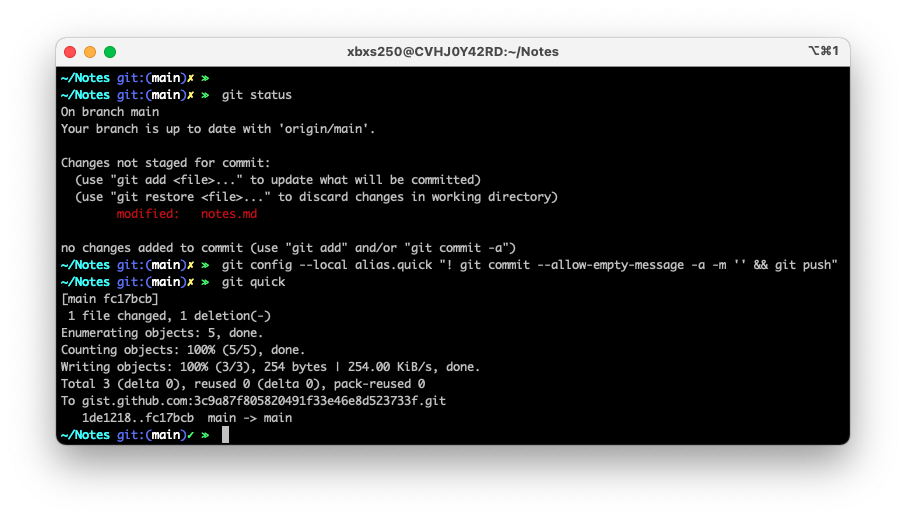 xbxs250@CVHJ0Y42RD:~/Notes ⌥⌘1
~/Notes git:(main)✗ »
~/Notes git:(main)✗ » git status
On branch main
Your branch is up to date with 'origin/main'.
Changes not staged for commit:
(use "git add <file>..." to update what will be committed)
(use "git restore <file>..." to discard changes in working directory)
modified: notes.md
no changes added to commit (use "git add" and/or "git commit -a")
~/Notes git:(main)✗ » git config --local alias.quick "! git commit --allow-empty-message -a -m '' && git push"
~/Notes git:(main)✗ » git quick
[main fc17bcb]
1 file changed, 1 deletion(-)
Enumerating objects: 5, done.
Counting objects: 100% (5/5), done.
Writing objects: 100% (3/3), 254 bytes | 254.00 KiB/s, done.
Total 3 (delta 0), reused 0 (delta 0), pack-reused 0
To gist.github.com:3c9a87f805820491f33e46e8d523733f.git
1de1218..fc17bcb main -> main
~/Notes git:(main)✓ »